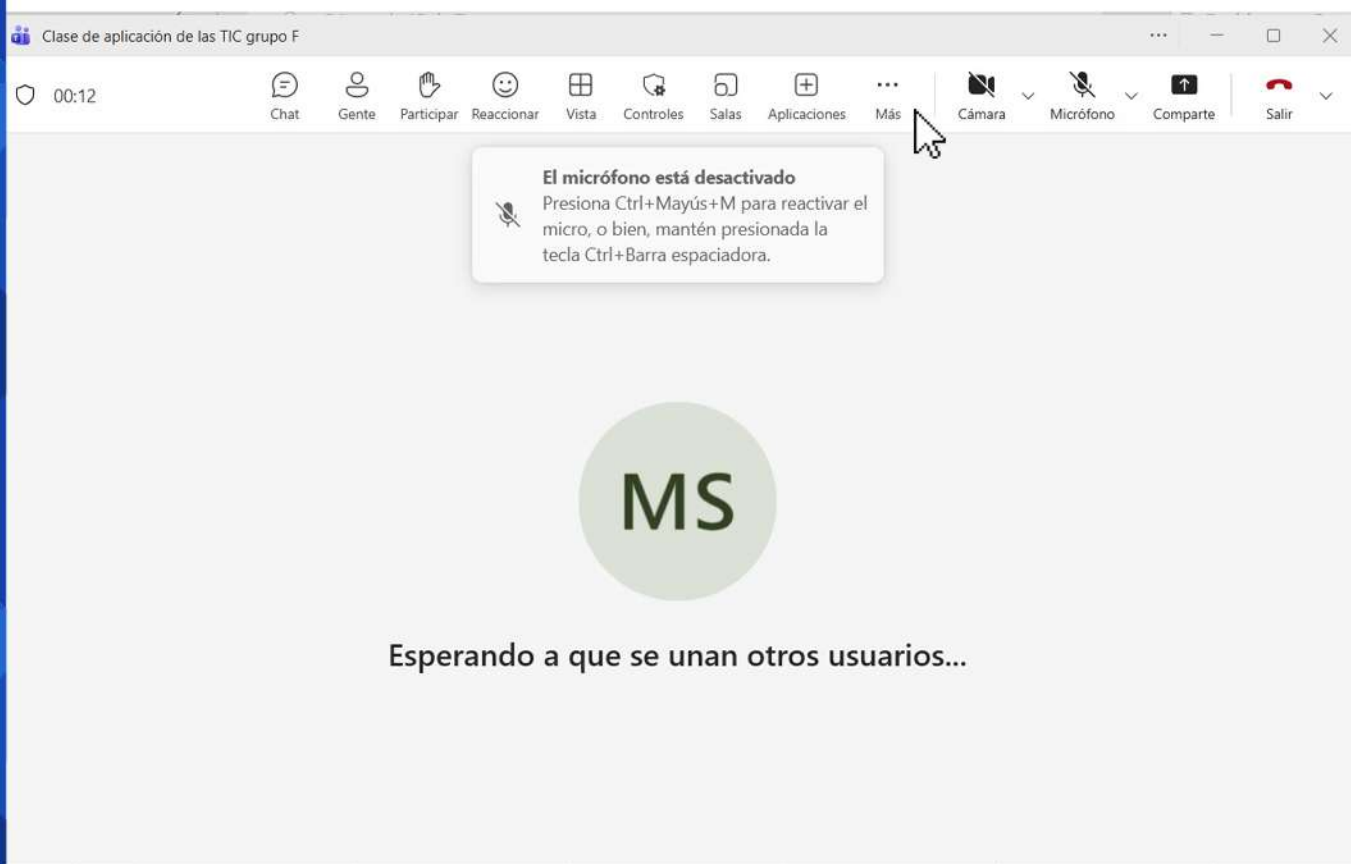 Clase de aplicación de las TIC grupo F
00:12
Chat
Gente
Participar
Reaccionar
Vista
Controles
Salas
Aplicaciones
Más
Cámara
Micrófono
Comparte
Salir
El micrófono está desactivado
Presiona Ctrl+Mayús+M para reactivar el
micro, o bien, mantén presionada la
tecla Ctrl+Barra espaciadora.
MS
Esperando a que se unan otros usuarios...